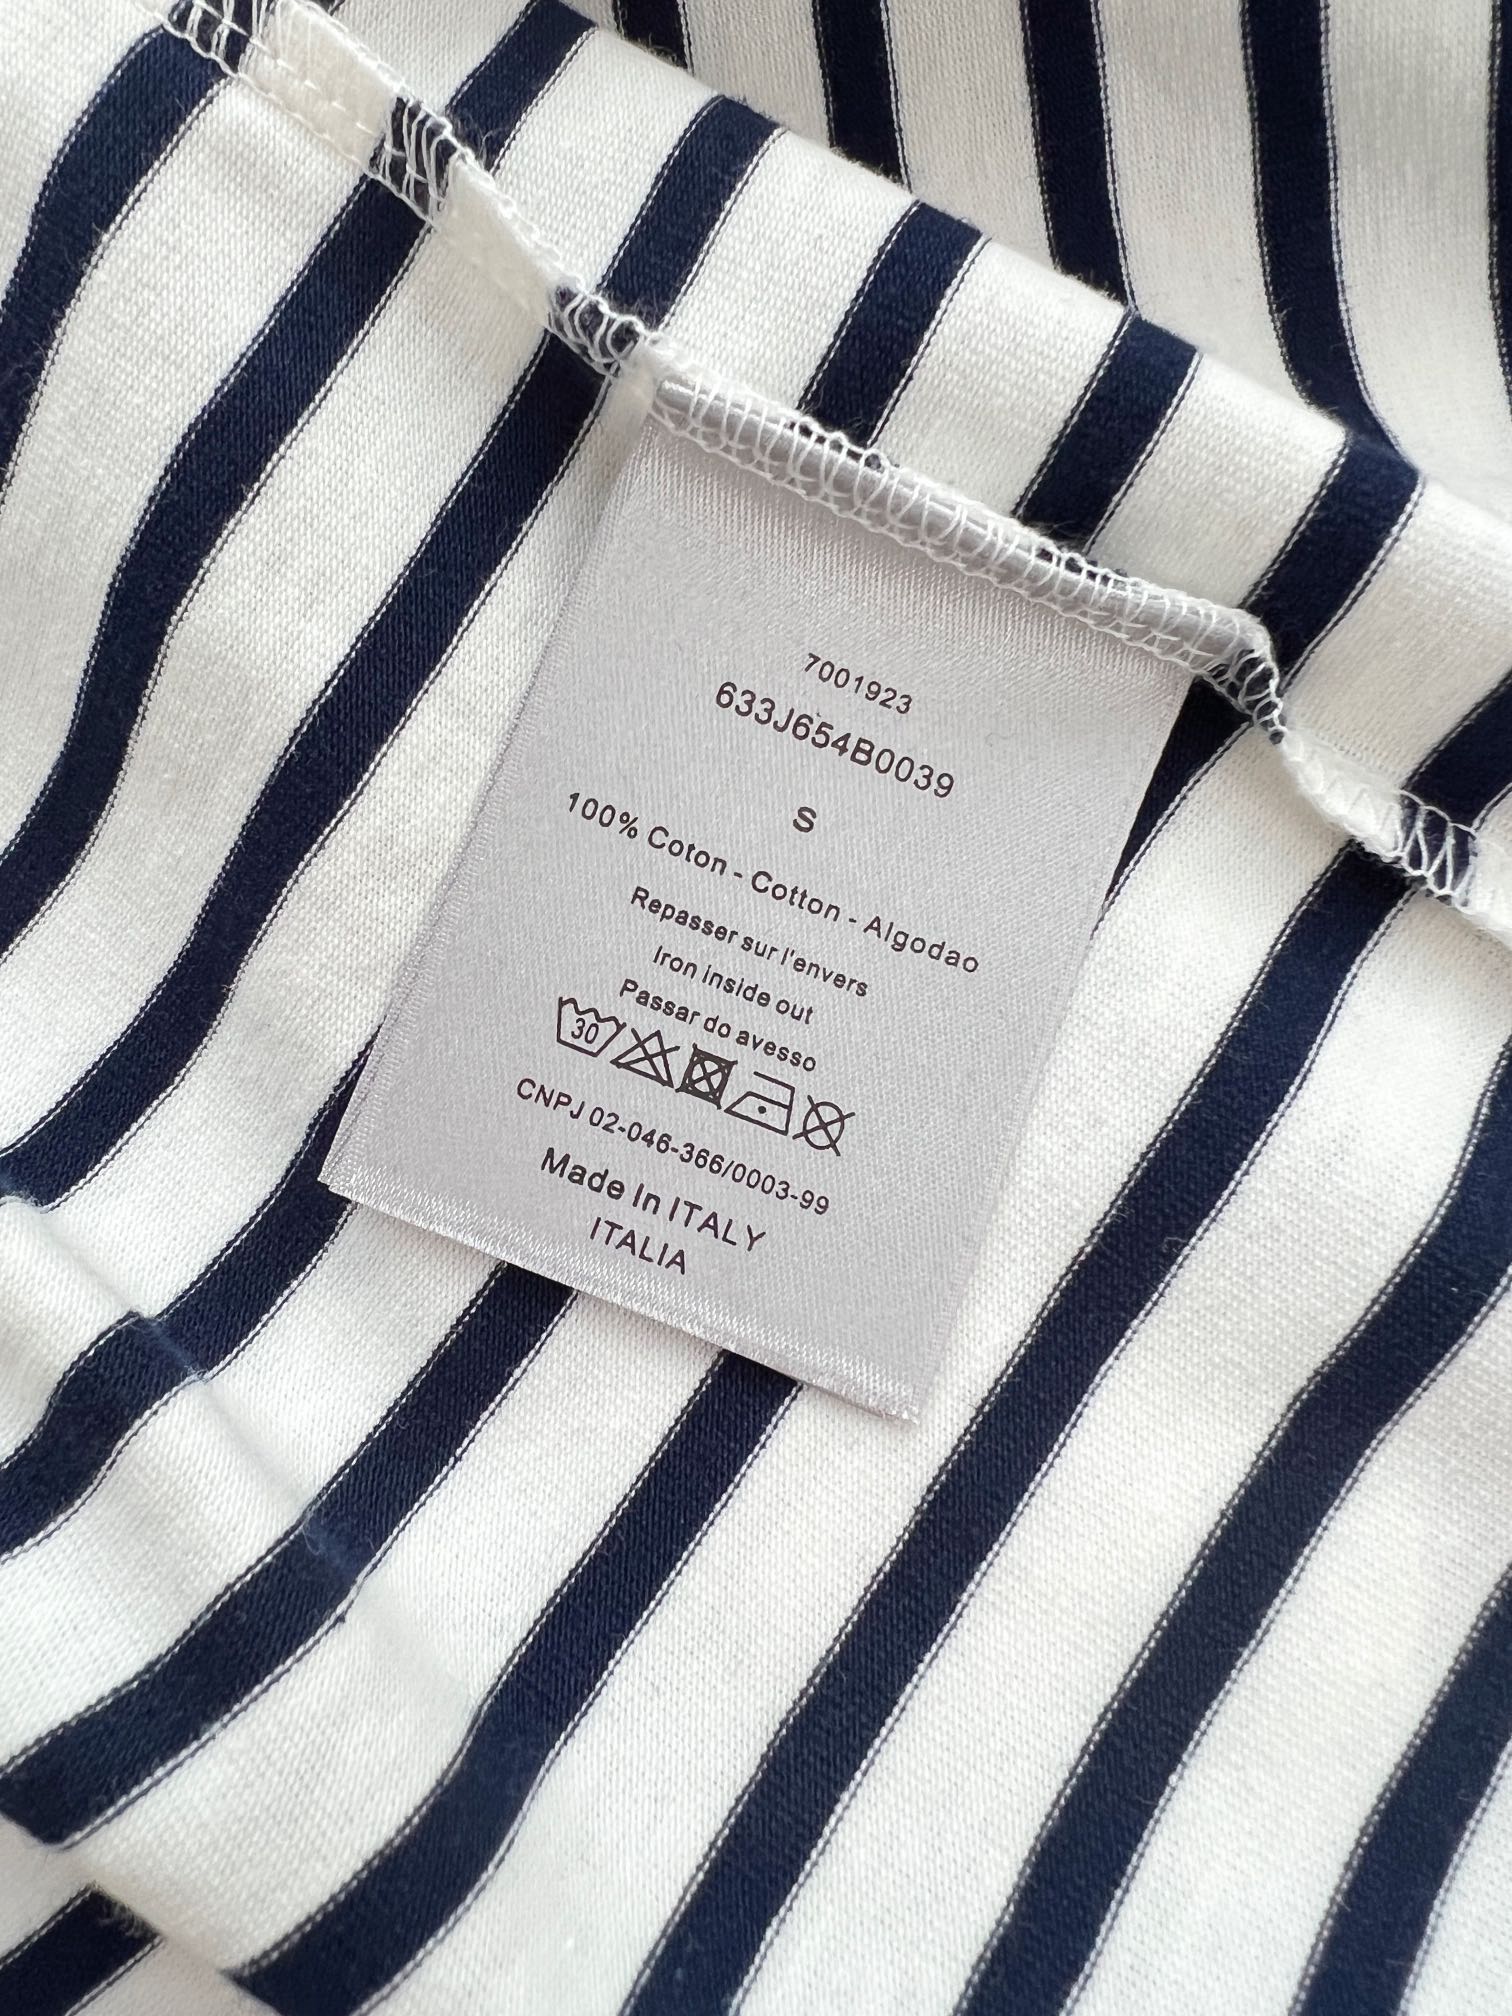 7001923
633J654B0039
S
100% Coton - Cotton - Algodao
Repasser sur l'envers
Iron inside out
Passar do avesso
30
CNPJ 02-046-366/0003-99
Made In ITALY
ITALIA